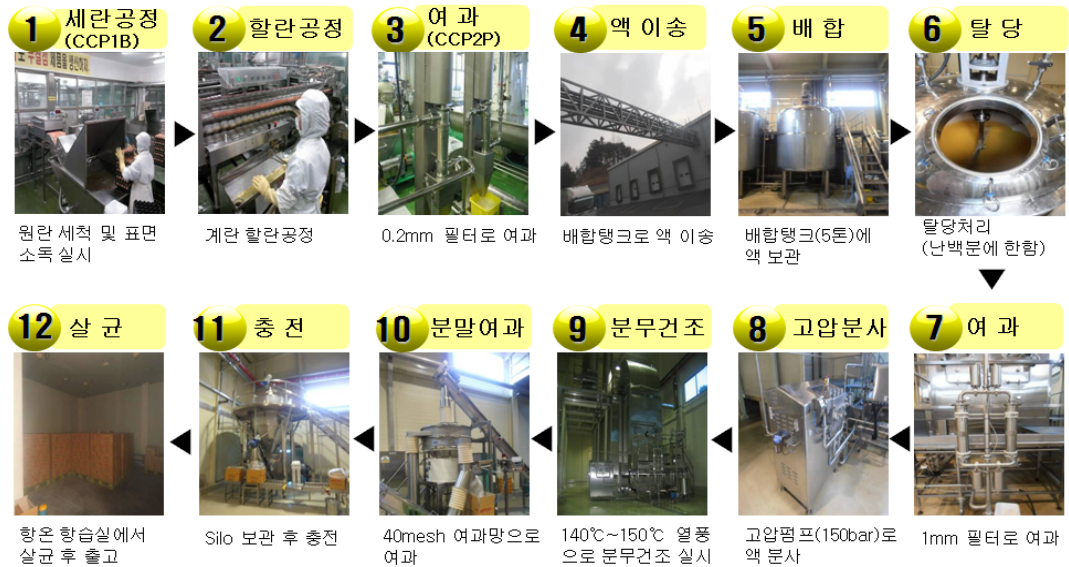 1 세란공정
(CCP1B)
원란 세척 및 표면
소독 실시
2 할란공정
계란 할란공정
3 여 과
(CCP2P)
0.2mm 필터로 여과
4 액 이송
배합탱크로 액 이송
5 배 합
배합탱크(5톤)에
액 보관
6 탈 당
탈당처리
(난백분에 한함)
7 여 과
1mm 필터로 여과
8 고압분사
고압펌프(150bar)로
액 분사
9 분무건조
140℃~150℃ 열풍
으로 분무건조 실시
10 분말여과
40mesh 여과망으로
여과
11 충 전
Silo 보관 후 충전
12 살 균
항온 항습실에서
살균 후 출고